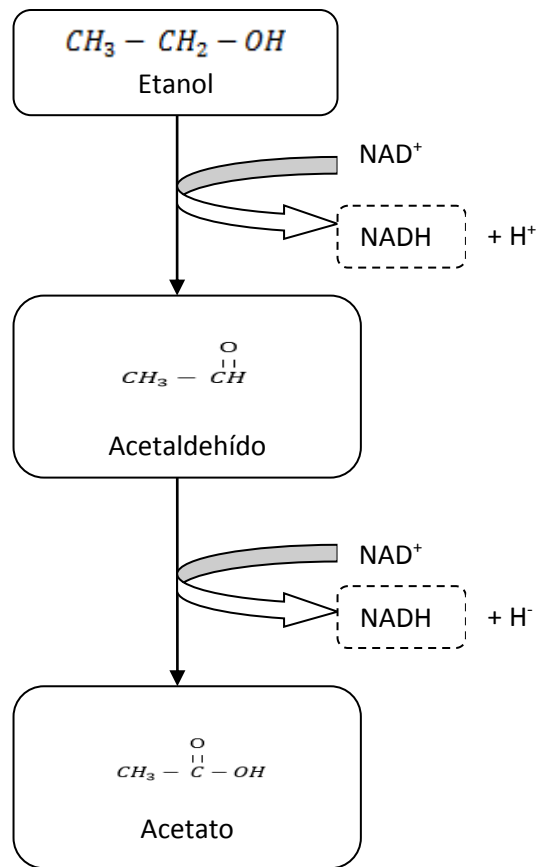 CH₃ − CH₂ − OH
Etanol
NAD⁺
NADH + H⁺
O
CH₃ − CH
Acetaldehído
NAD⁺
NADH + H⁻
O
CH₃ − C − OH
Acetato